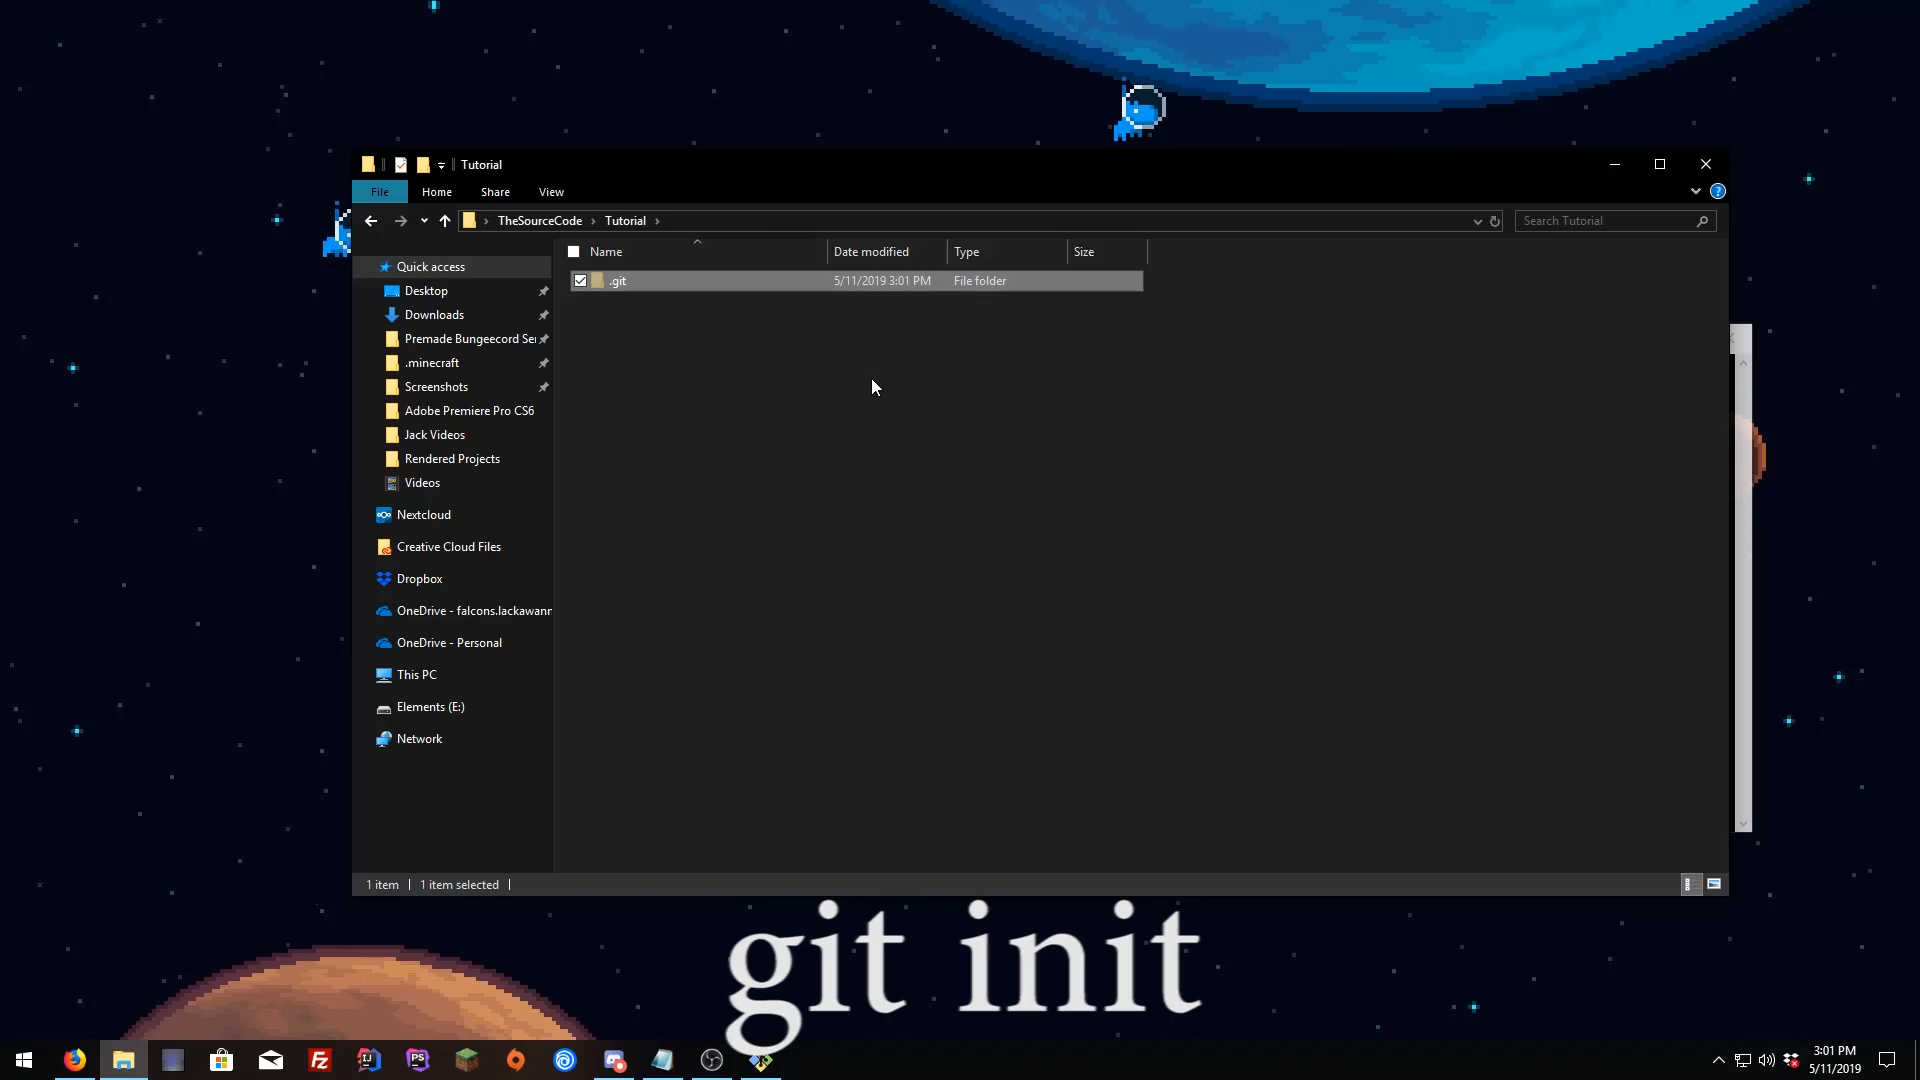 Tutorial
File Home Share View
TheSourceCode Tutorial
Search Tutorial
Name Date modified Type Size
.git 5/11/2019 3:01 PM File folder
Quick access
Desktop
Downloads
Premade Bungeecord Se
.minecraft
Screenshots
Adobe Premiere Pro CS6
Jack Videos
Rendered Projects
Videos
Nextcloud
Creative Cloud Files
Dropbox
OneDrive - falcons.lackawann
OneDrive - Personal
This PC
Elements (E:)
Network
1 item 1 item selected
git init
Fz IJ PS
3:01 PM
5/11/2019